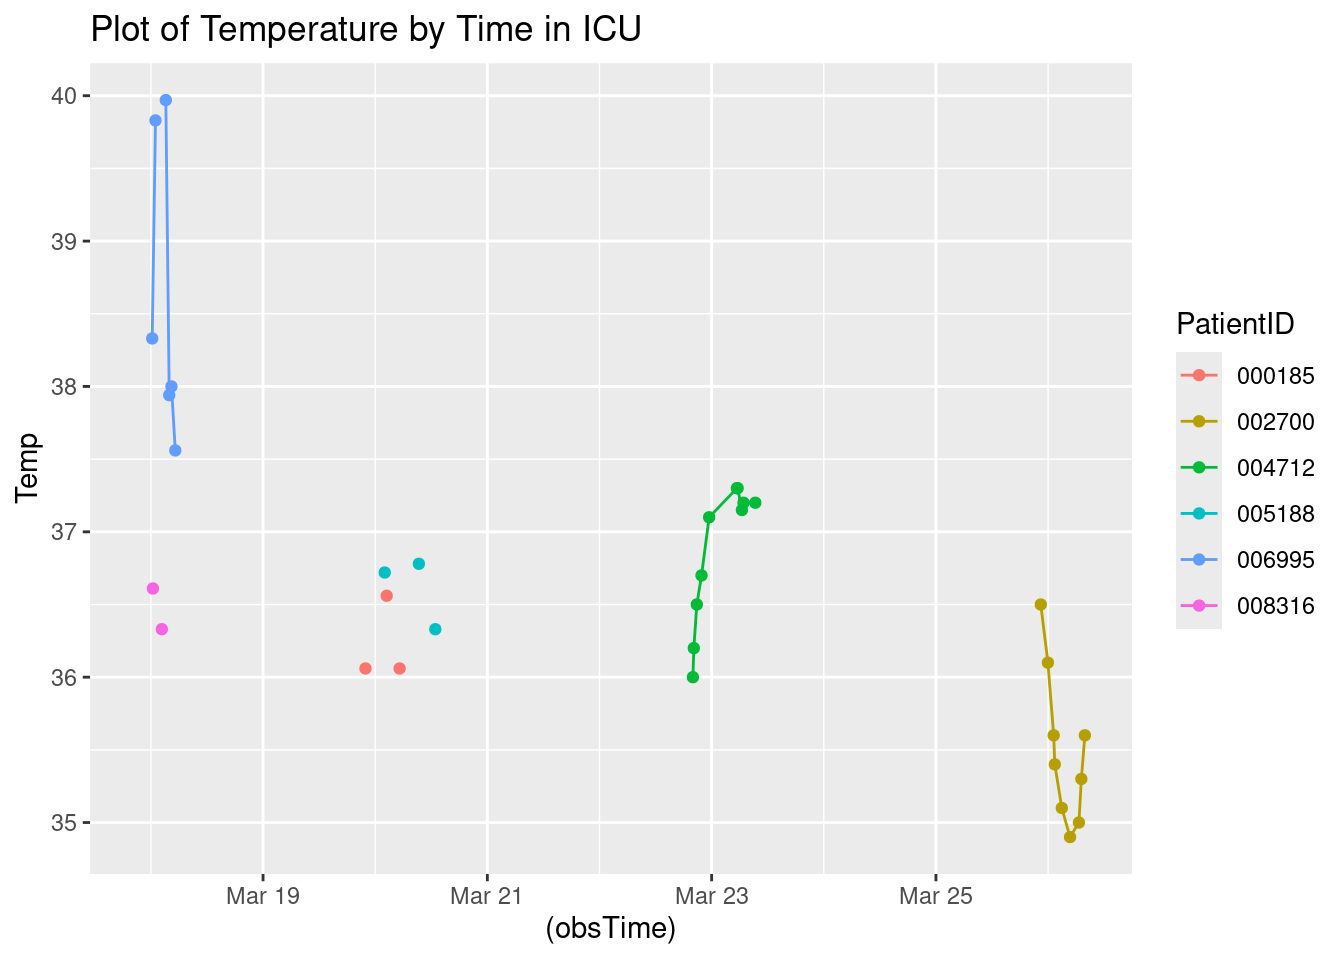 Plot of Temperature by Time in ICU
40
39
38
37
36
35
Temp
Mar 19
Mar 21
Mar 23
Mar 25
(obsTime)
PatientID
000185
002700
004712
005188
006995
008316